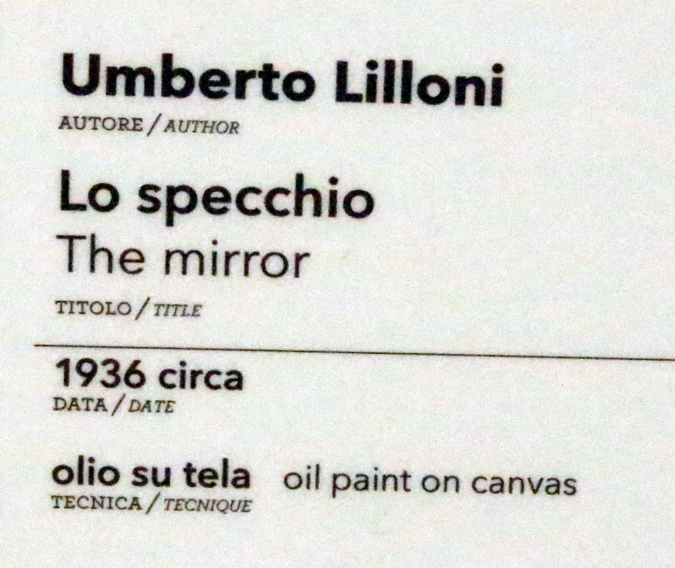 Umberto Lilloni
AUTORE / AUTHOR
Lo specchio
The mirror
TITOLO / TITLE
1936 circa
DATA / DATE
olio su tela oil paint on canvas
TECNICA / TECNIQUE